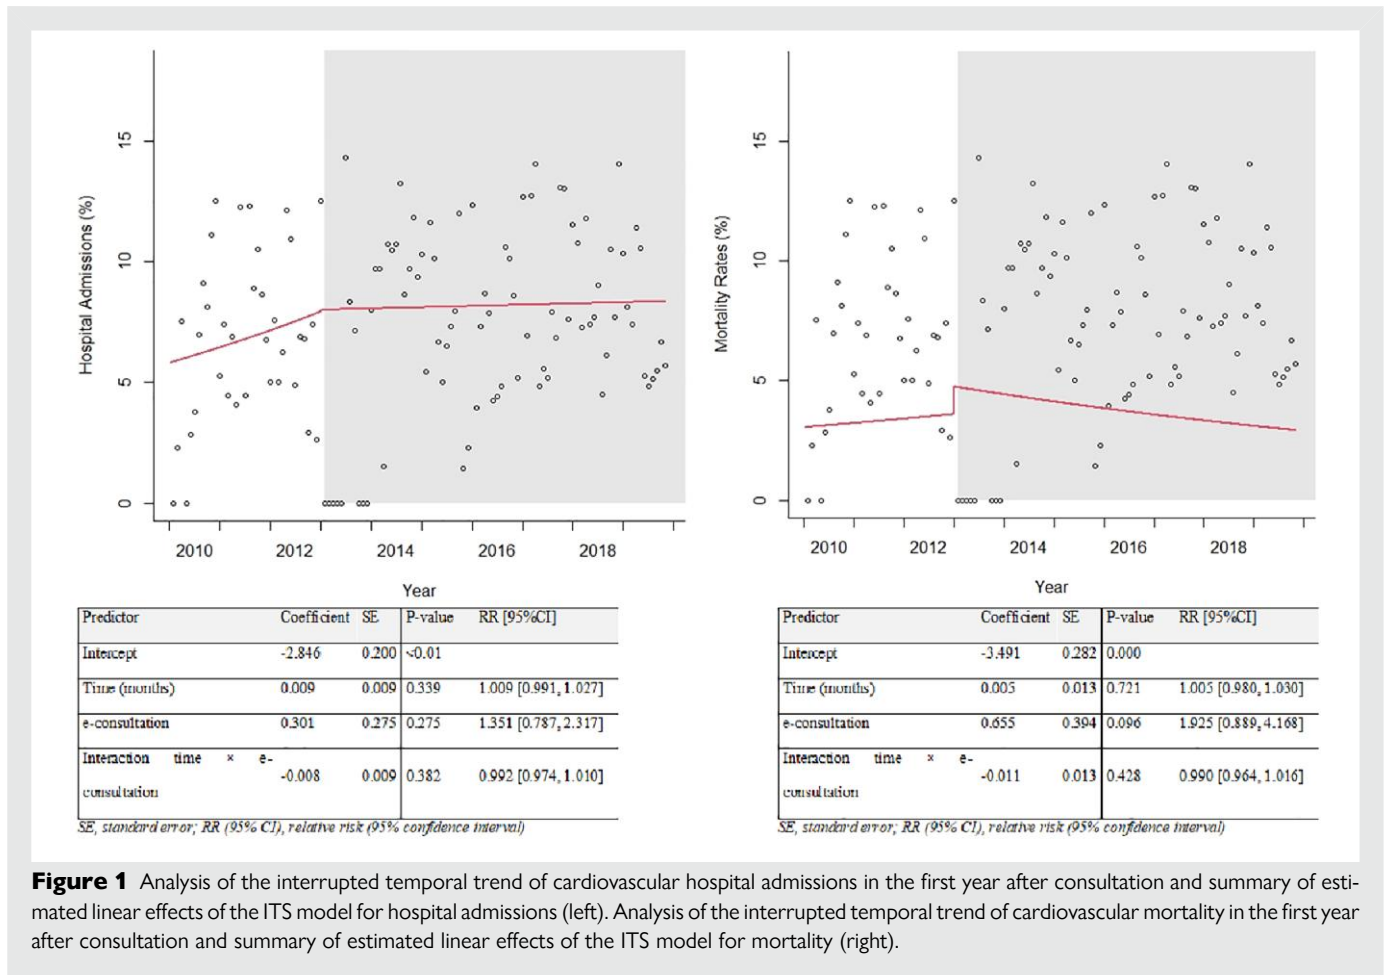 Hospital Admissions (%)
15
10
5
0
2010 2012 2014 2016 2018
Year
Predictor Coefficient SE P-value RR [95%CI]
Intercept -2.846 0.200 <0.01
Time (months) 0.009 0.009 0.339 1.009 [0.991, 1.027]
e-consultation 0.301 0.275 0.275 1.351 [0.787, 2.317]
Interaction time × e-
-0.008 0.009 0.382 0.992 [0.974, 1.010]
consultation
SE, standard error; RR (95% CI), relative risk (95% confidence interval)
Mortality Rates (%)
15
10
5
0
2010 2012 2014 2016 2018
Year
Predictor Coefficient SE P-value RR [95%CI]
Intercept -3.491 0.282 0.000
Time (months) 0.005 0.013 0.721 1.005 [0.980, 1.030]
e-consultation 0.655 0.394 0.096 1.925 [0.889, 4.168]
Interaction time × e-
-0.011 0.013 0.428 0.990 [0.964, 1.016]
consultation
SE, standard error; RR (95% CI), relative risk (95% confidence interval)
Figure 1 Analysis of the interrupted temporal trend of cardiovascular hospital admissions in the first year after consultation and summary of esti-
mated linear effects of the ITS model for hospital admissions (left). Analysis of the interrupted temporal trend of cardiovascular mortality in the first year
after consultation and summary of estimated linear effects of the ITS model for mortality (right).